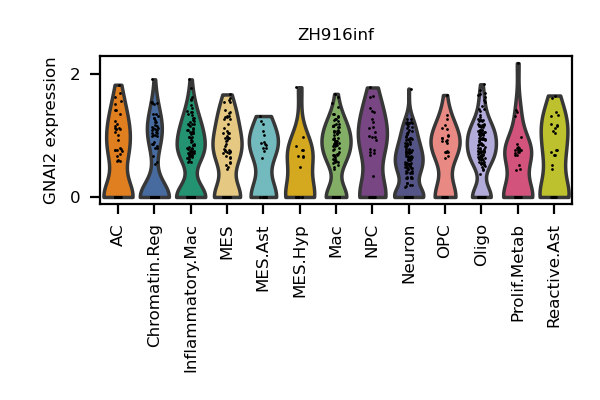 ZH916inf
GNAI2 expression
2
0
AC
Chromatin.Reg
Inflammatory.Mac
MES
MES.Ast
MES.Hyp
Mac
NPC
Neuron
OPC
Oligo
Prolif.Metab
Reactive.Ast